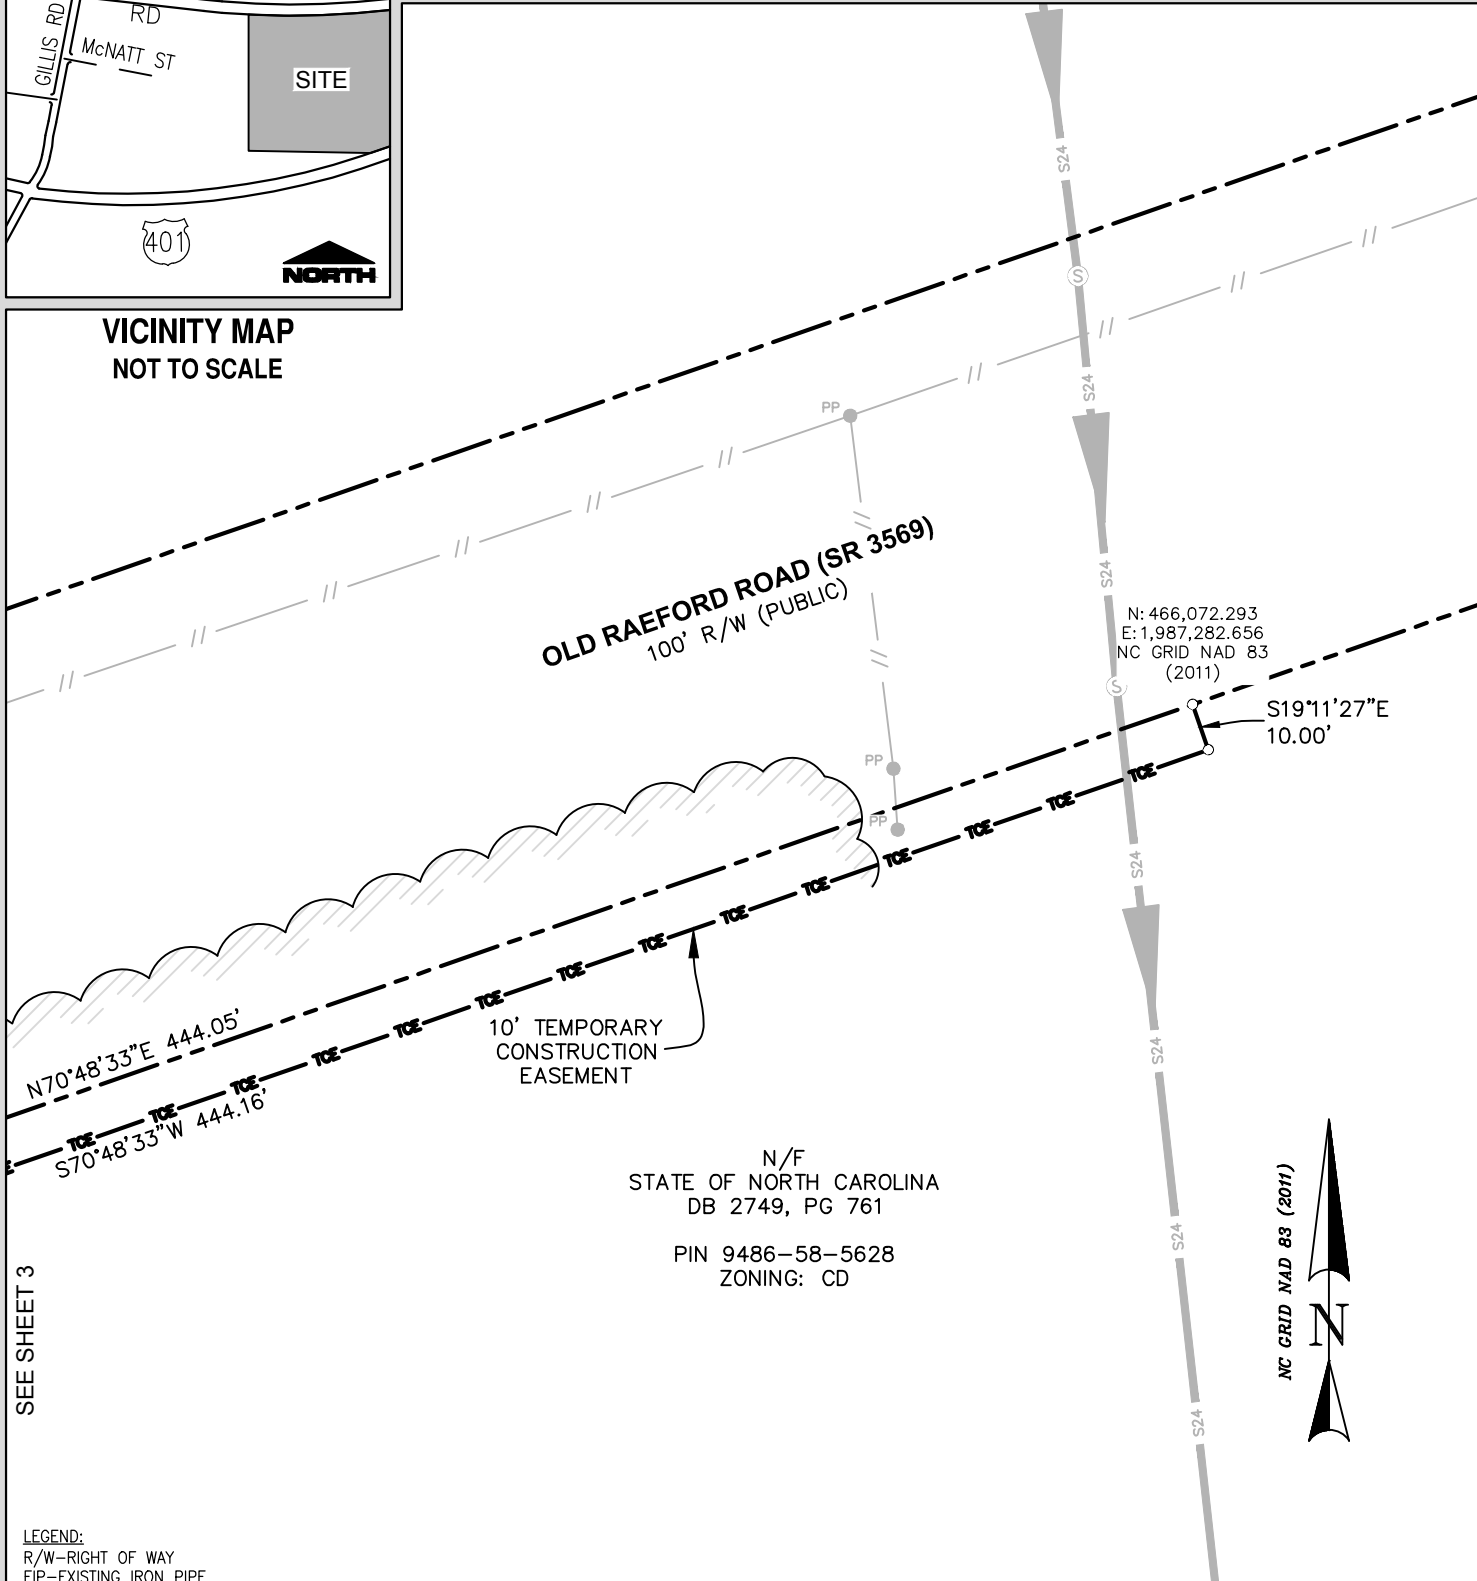 RD
GILLIS RD
McNATT ST
SITE
401
NORTH
VICINITY MAP
NOT TO SCALE
S24
S
S24
PP
OLD RAEFORD ROAD (SR 3569)
100' R/W (PUBLIC)
S24
N: 466,072.293
E: 1,987,282.656
NC GRID NAD 83
(2011)
S
S19°11'27"E
10.00'
PP
PP
TCE TCE TCE TCE TCE TCE TCE TCE TCE TCE TCE TCE TCE TCE
S24
10' TEMPORARY
CONSTRUCTION
EASEMENT
N70°48'33"E 444.05'
S70°48'33"W 444.16'
S24
N/F
STATE OF NORTH CAROLINA
DB 2749, PG 761
PIN 9486-58-5628
ZONING: CD
S24
NC GRID NAD 83 (2011)
N
SEE SHEET 3
S24
LEGEND:
R/W-RIGHT OF WAY
EIP-EXISTING IRON PIPE